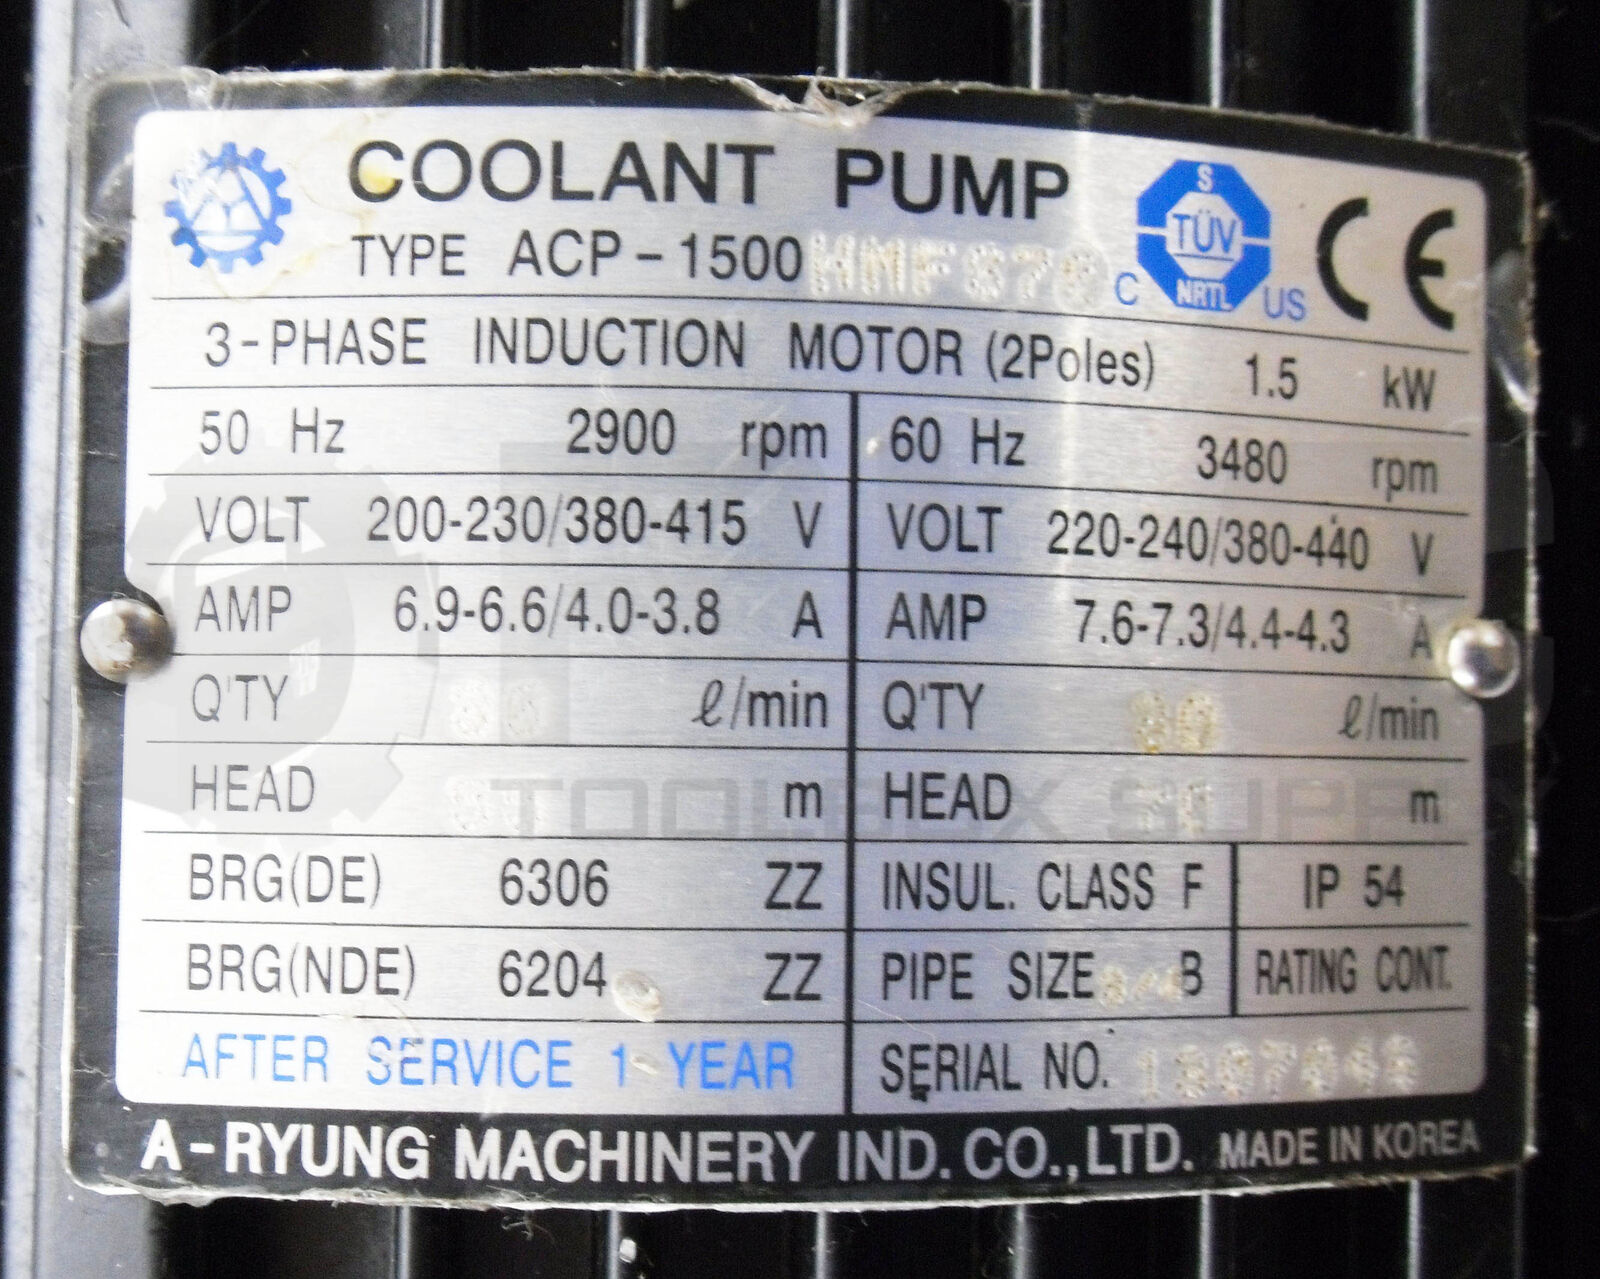 COOLANT PUMP
TYPE ACP-1500
S
TÜV
NRTL
C US
CE
3-PHASE INDUCTION MOTOR (2Poles) 1.5 kW
50 Hz 2900 rpm 60 Hz 3480 rpm
VOLT 200-230/380-415 V VOLT 220-240/380-440 V
AMP 6.9-6.6/4.0-3.8 A AMP 7.6-7.3/4.4-4.3 A
Q'TY ℓ/min Q'TY ℓ/min
HEAD m HEAD m
TOOLBOX SUPPLY
BRG(DE) 6306 ZZ INSUL. CLASS F IP 54
BRG(NDE) 6204 ZZ PIPE SIZE B RATING CONT.
AFTER SERVICE 1 YEAR SERIAL NO.
A-RYUNG MACHINERY IND. CO.,LTD. MADE IN KOREA